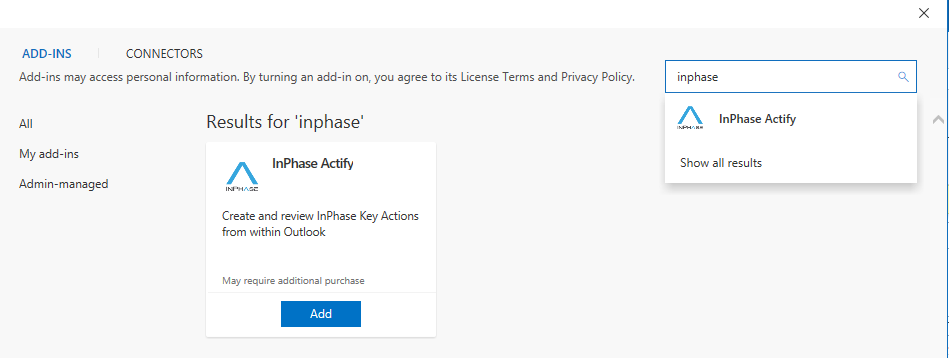 ADD-INS
CONNECTORS
Add-ins may access personal information. By turning an add-in on, you agree to its License Terms and Privacy Policy.
inphase
INPHASE
InPhase Actify
Show all results
All
My add-ins
Admin-managed
Results for 'inphase'
INPHASE
InPhase Actify
Create and review InPhase Key Actions
from within Outlook
May require additional purchase
Add